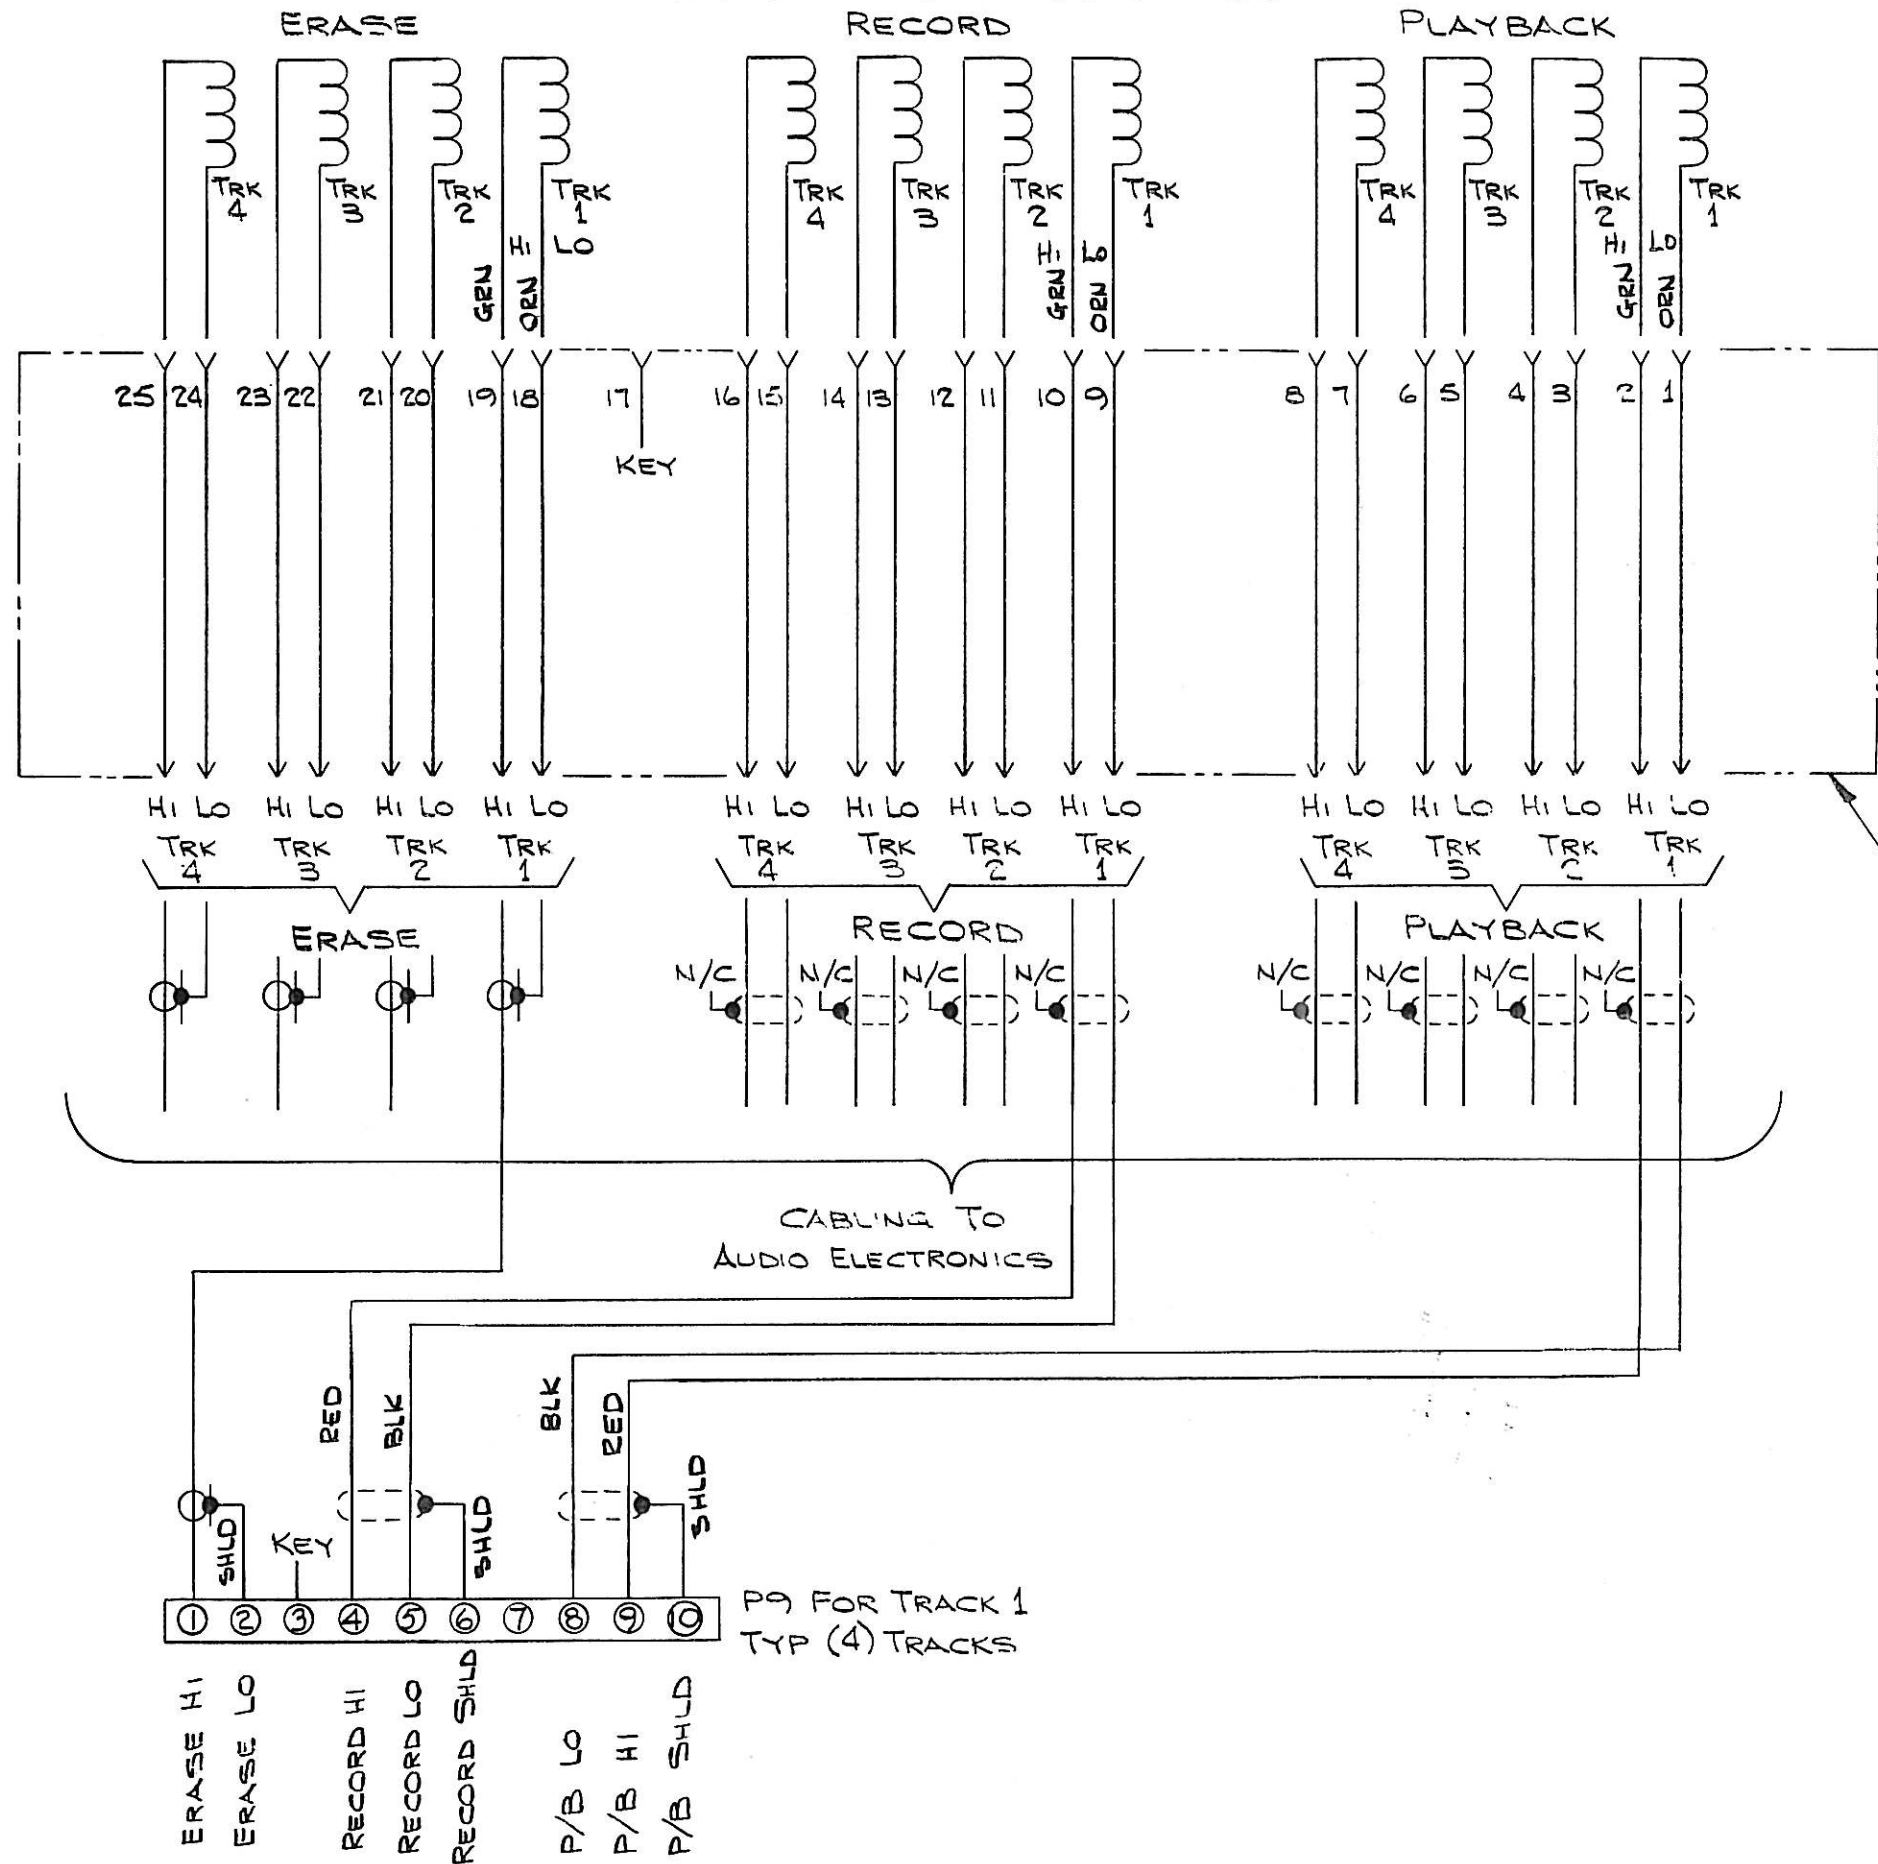 ERASE RECORD PLAYBACK
TRK 4 TRK 3 TRK 2 TRK 1 TRK 4 TRK 3 TRK 2 TRK 1 TRK 4 TRK 3 TRK 2 TRK 1
HI LO HI LO HI LO
GRN ORN GRN ORN GRN ORN
25 24 23 22 21 20 19 18 17 16 15 14 13 12 11 10 9 8 7 6 5 4 3 2 1
KEY
HI LO HI LO HI LO HI LO HI LO HI LO HI LO HI LO HI LO HI LO HI LO HI LO
TRK TRK TRK TRK TRK TRK TRK TRK TRK TRK TRK TRK
4 3 2 1 4 3 2 1 4 3 2 1
ERASE RECORD PLAYBACK
N/C N/C N/C N/C N/C N/C N/C N/C
CABLING TO
AUDIO ELECTRONICS
RED BLK BLK RED
SHLD KEY SHLD SHLD
1 2 3 4 5 6 7 8 9 10
P9 FOR TRACK 1
TYP (4) TRACKS
ERASE HI
ERASE LO
RECORD HI
RECORD LO
RECORD SHLD
P/B LO
P/B HI
P/B SHLD